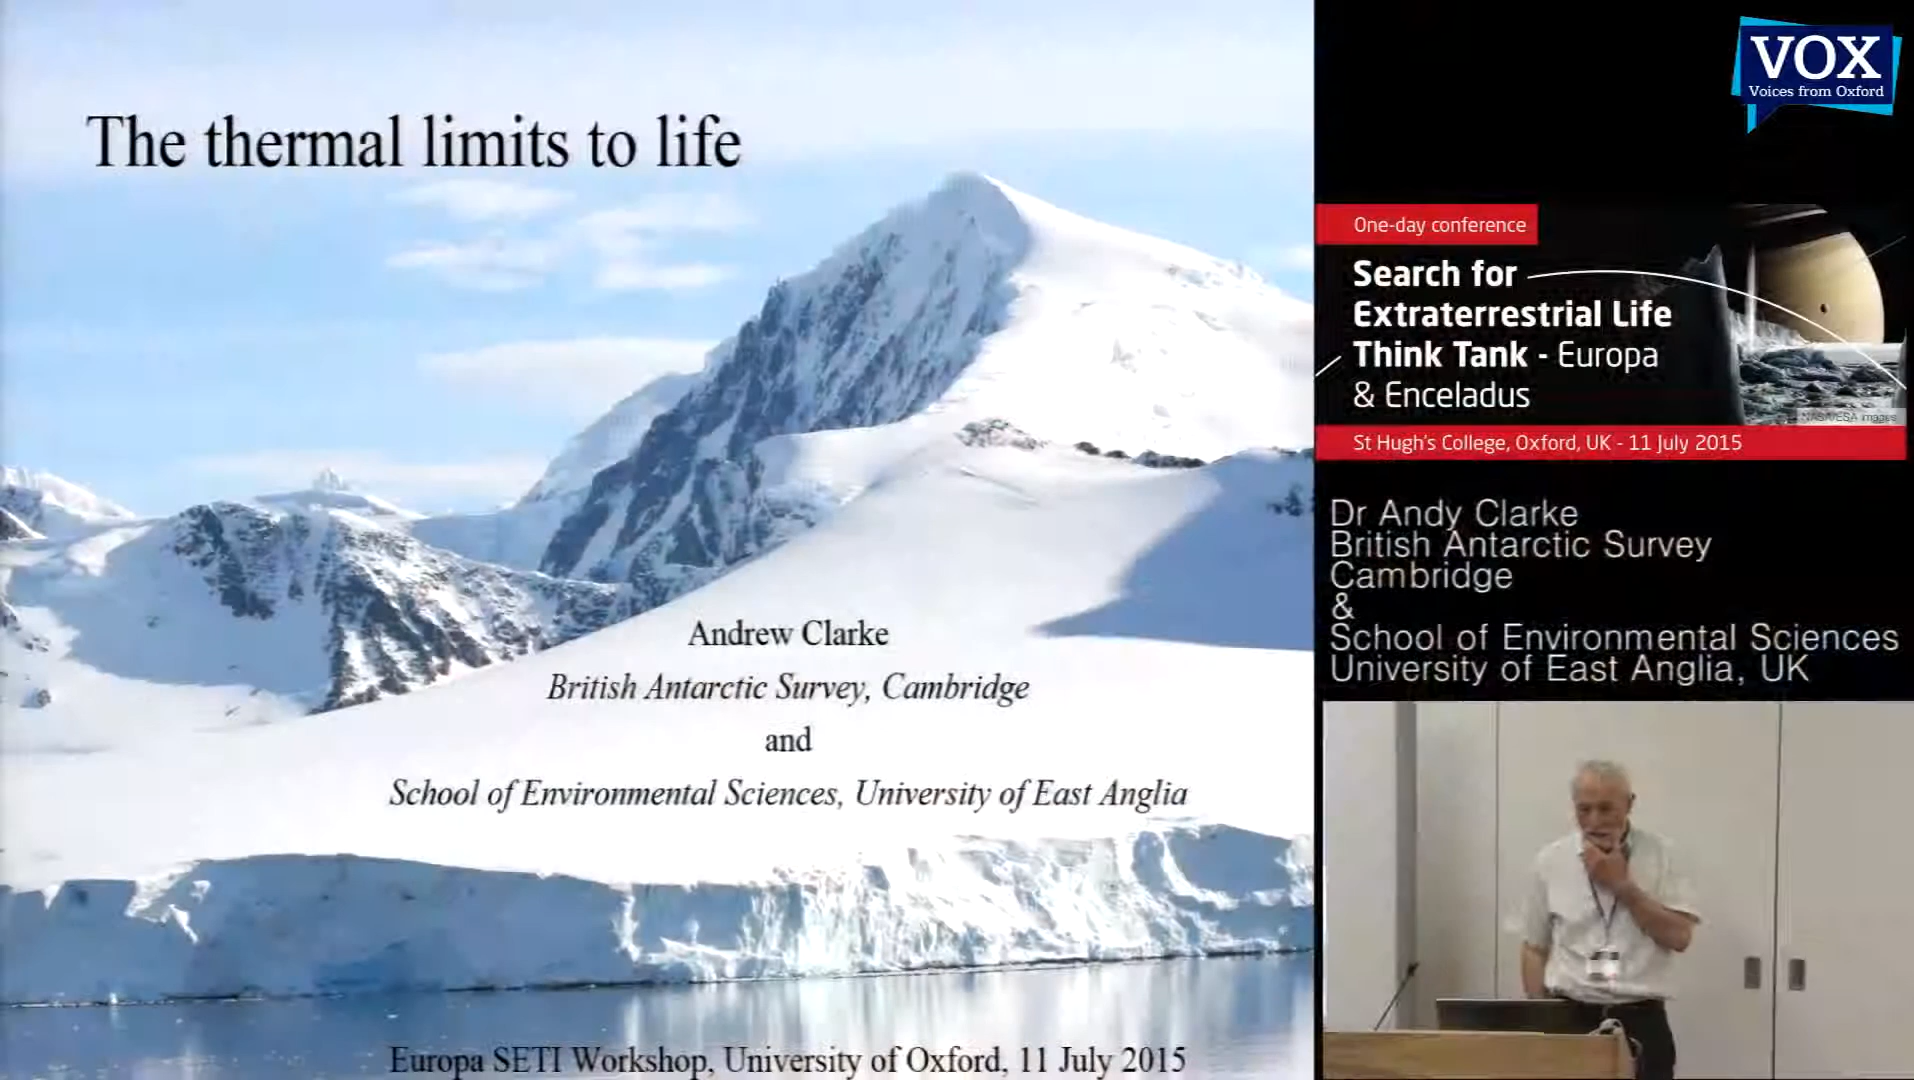 The thermal limits to life
Andrew Clarke
British Antarctic Survey, Cambridge
and
School of Environmental Sciences, University of East Anglia
Europa SETI Workshop, University of Oxford, 11 July 2015
VOX
Voices from Oxford
One-day conference
Search for
Extraterrestrial Life
Think Tank - Europa
& Enceladus
NASA/ESA images
St Hugh's College, Oxford, UK - 11 July 2015
Dr Andy Clarke
British Antarctic Survey
Cambridge
&
School of Environmental Sciences
University of East Anglia, UK